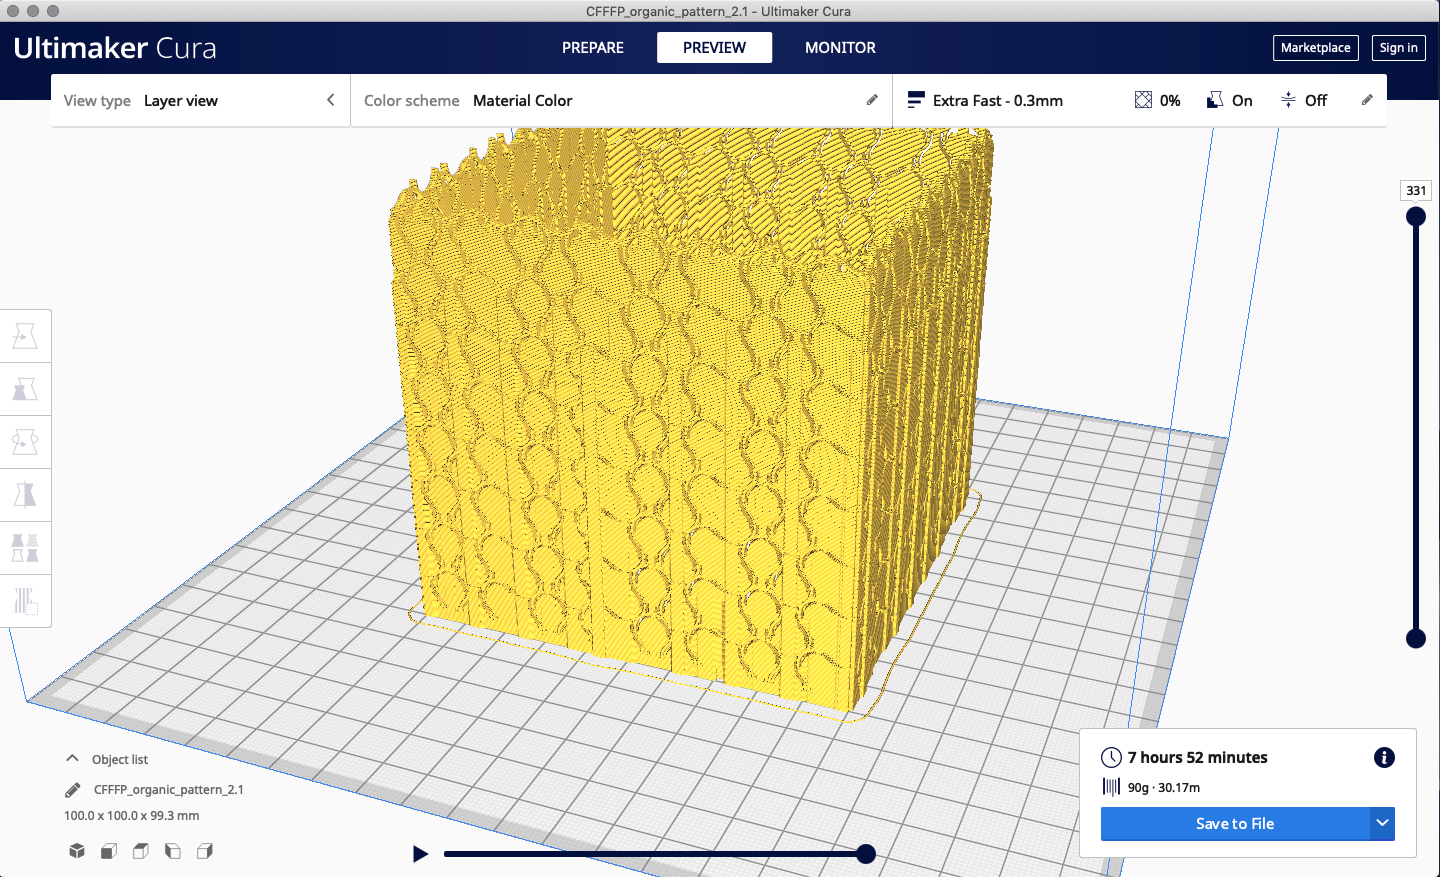 CFFFP_organic_pattern_2.1 - Ultimaker Cura
Ultimaker Cura
PREPARE
PREVIEW
MONITOR
Marketplace
Sign in
View type Layer view
Color scheme Material Color
Extra Fast - 0.3mm
0%
On
Off
331
Object list
CFFFP_organic_pattern_2.1
100.0 x 100.0 x 99.3 mm
7 hours 52 minutes
90g · 30.17m
Save to File